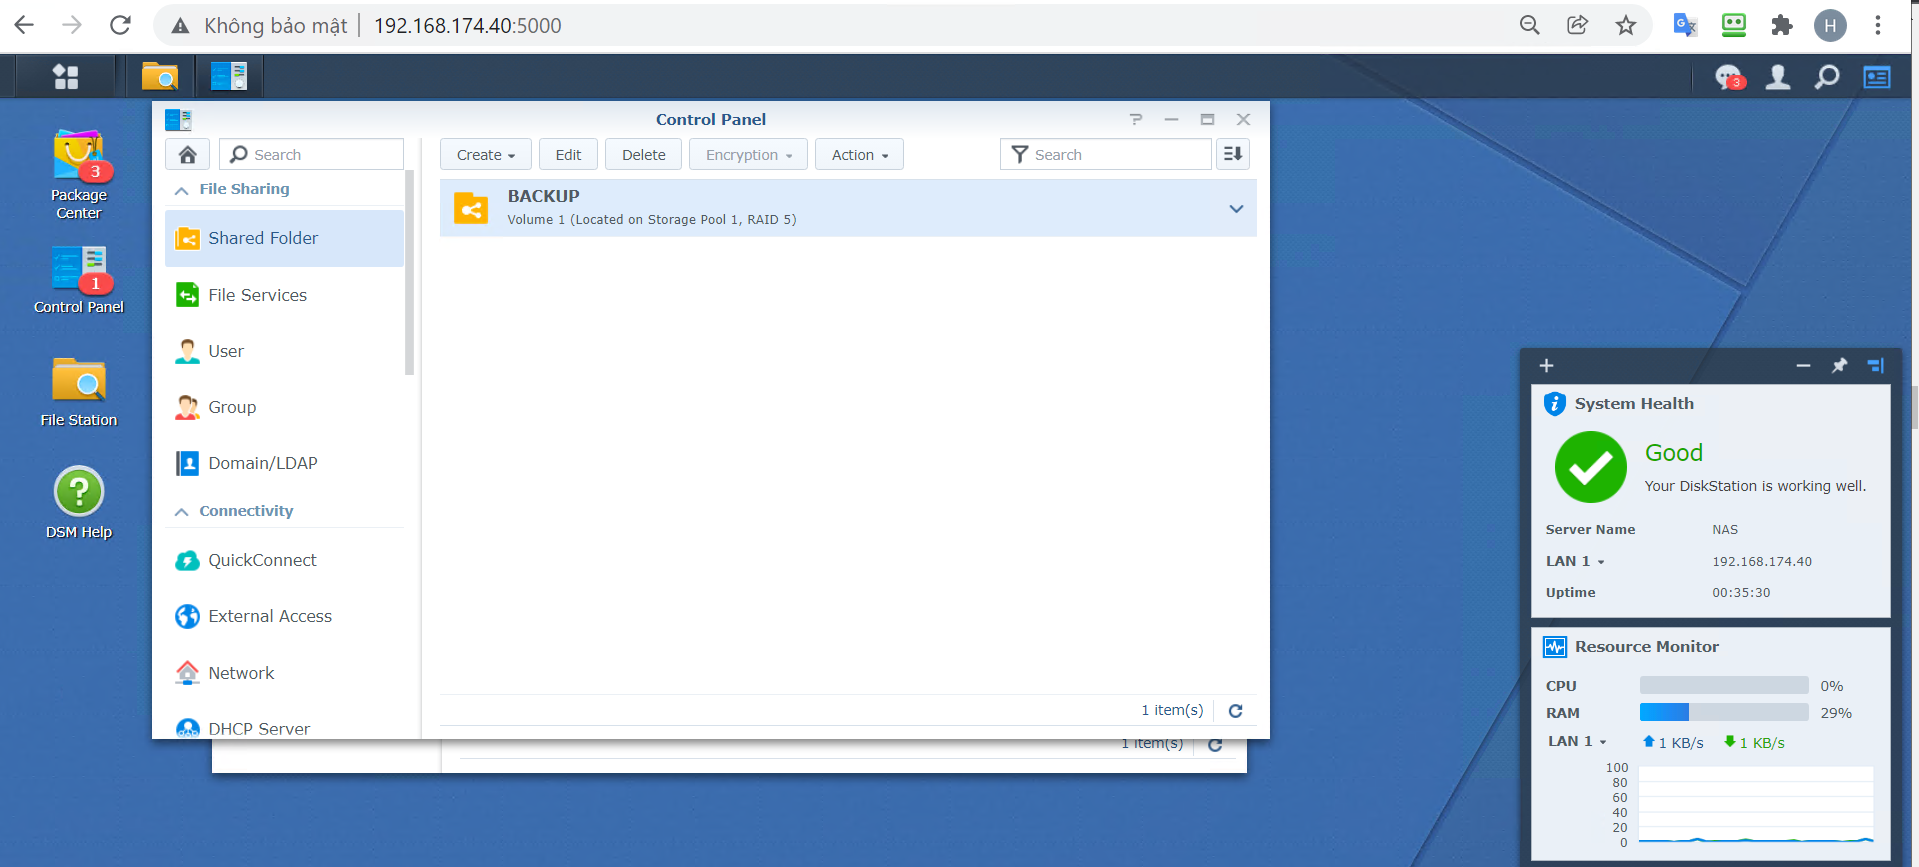 Không bảo mật | 192.168.174.40:5000
H
3
3
Package
Center
1
Control Panel
File Station
DSM Help
Control Panel
Search
Create
Edit
Delete
Encryption
Action
Search
File Sharing
Shared Folder
File Services
User
Group
Domain/LDAP
Connectivity
QuickConnect
External Access
Network
DHCP Server
BACKUP
Volume 1 (Located on Storage Pool 1, RAID 5)
1 item(s)
1 item(s)
System Health
Good
Your DiskStation is working well.
Server Name NAS
LAN 1 192.168.174.40
Uptime 00:35:30
Resource Monitor
CPU 0%
RAM 29%
LAN 1 1 KB/s 1 KB/s
100
80
60
40
20
0